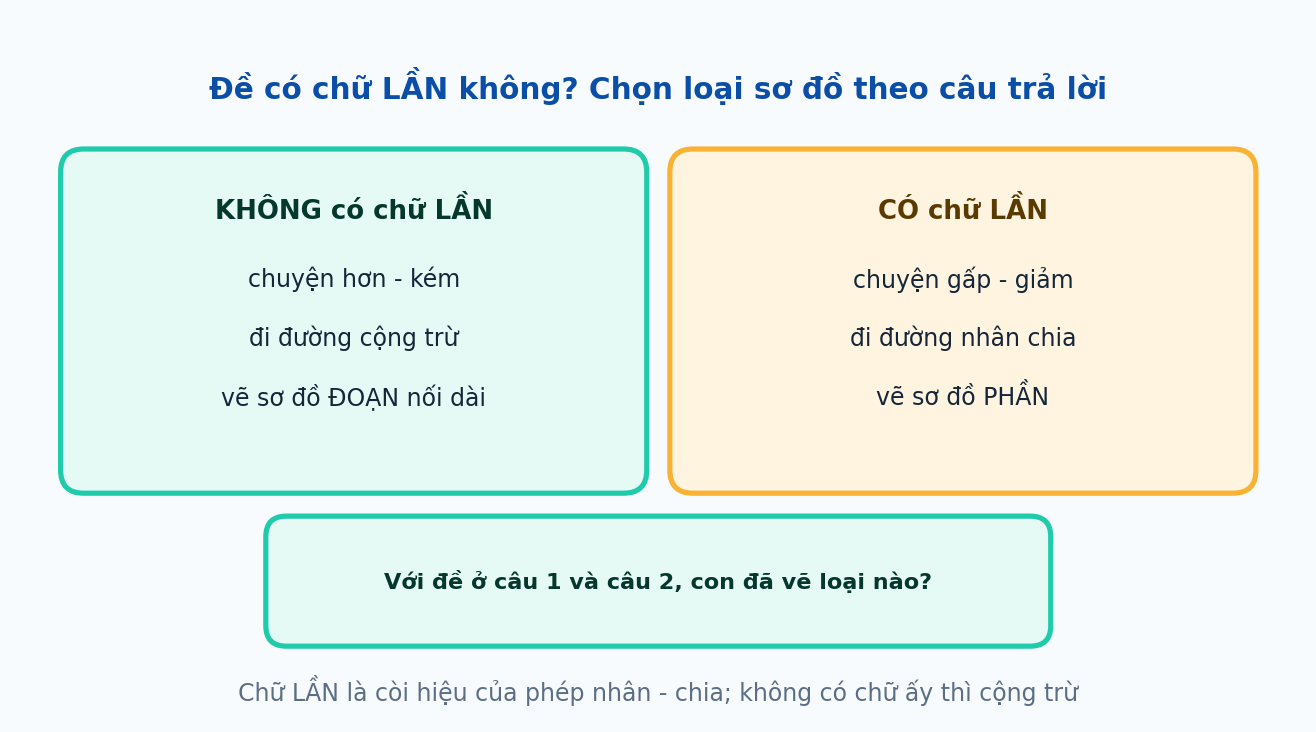 Đề có chữ LẦN không? Chọn loại sơ đồ theo câu trả lời
KHÔNG có chữ LẦN
chuyện hơn - kém
đi đường cộng trừ
vẽ sơ đồ ĐOẠN nối dài
CÓ chữ LẦN
chuyện gấp - giảm
đi đường nhân chia
vẽ sơ đồ PHẦN
Với đề ở câu 1 và câu 2, con đã vẽ loại nào?
Chữ LẦN là còi hiệu của phép nhân - chia; không có chữ ấy thì cộng trừ